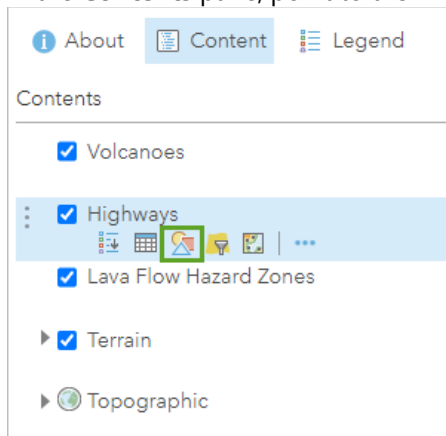 About Content Legend
Contents
Volcanoes
Highways
Lava Flow Hazard Zones
Terrain
Topographic